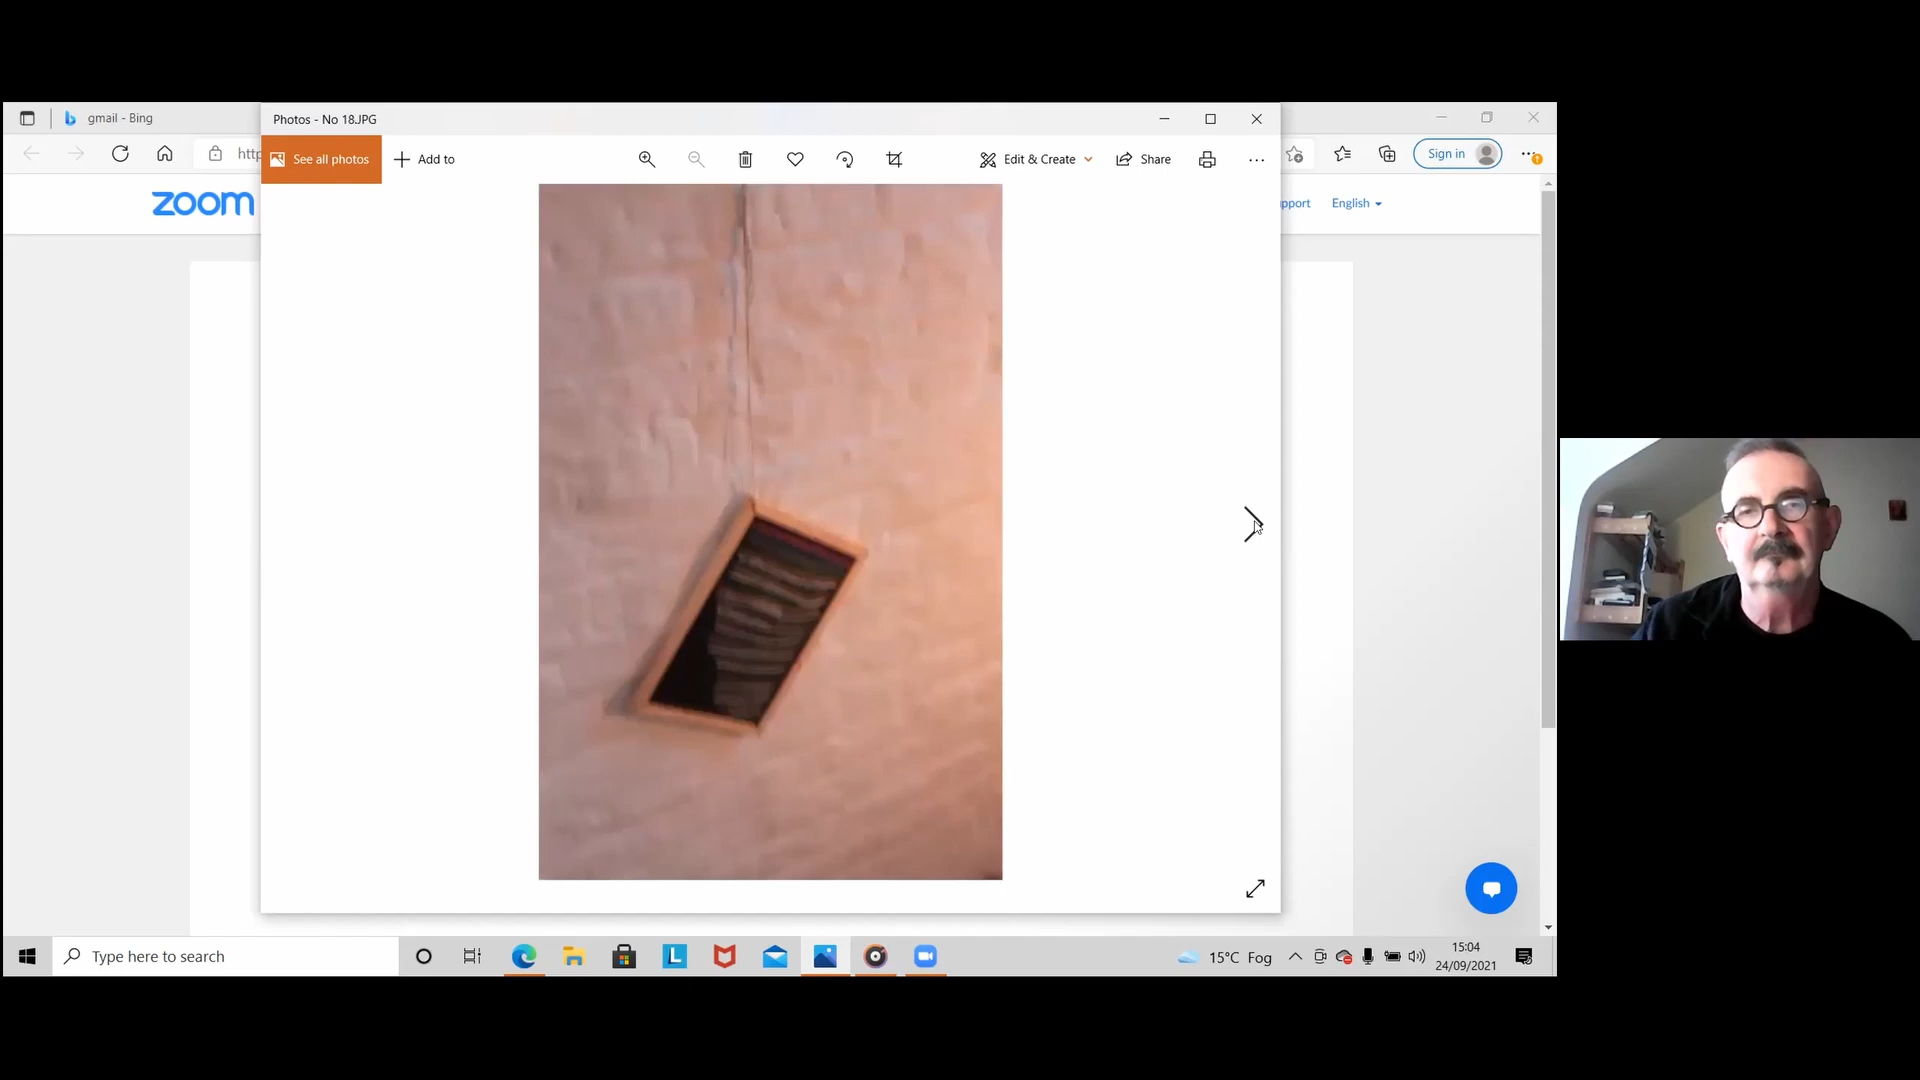 gmail - Bing
Photos - No 18.JPG
http
Sign in
See all photos
Add to
Edit & Create
Share
zoom
pport
English
Type here to search
15°C Fog
15:04
24/09/2021